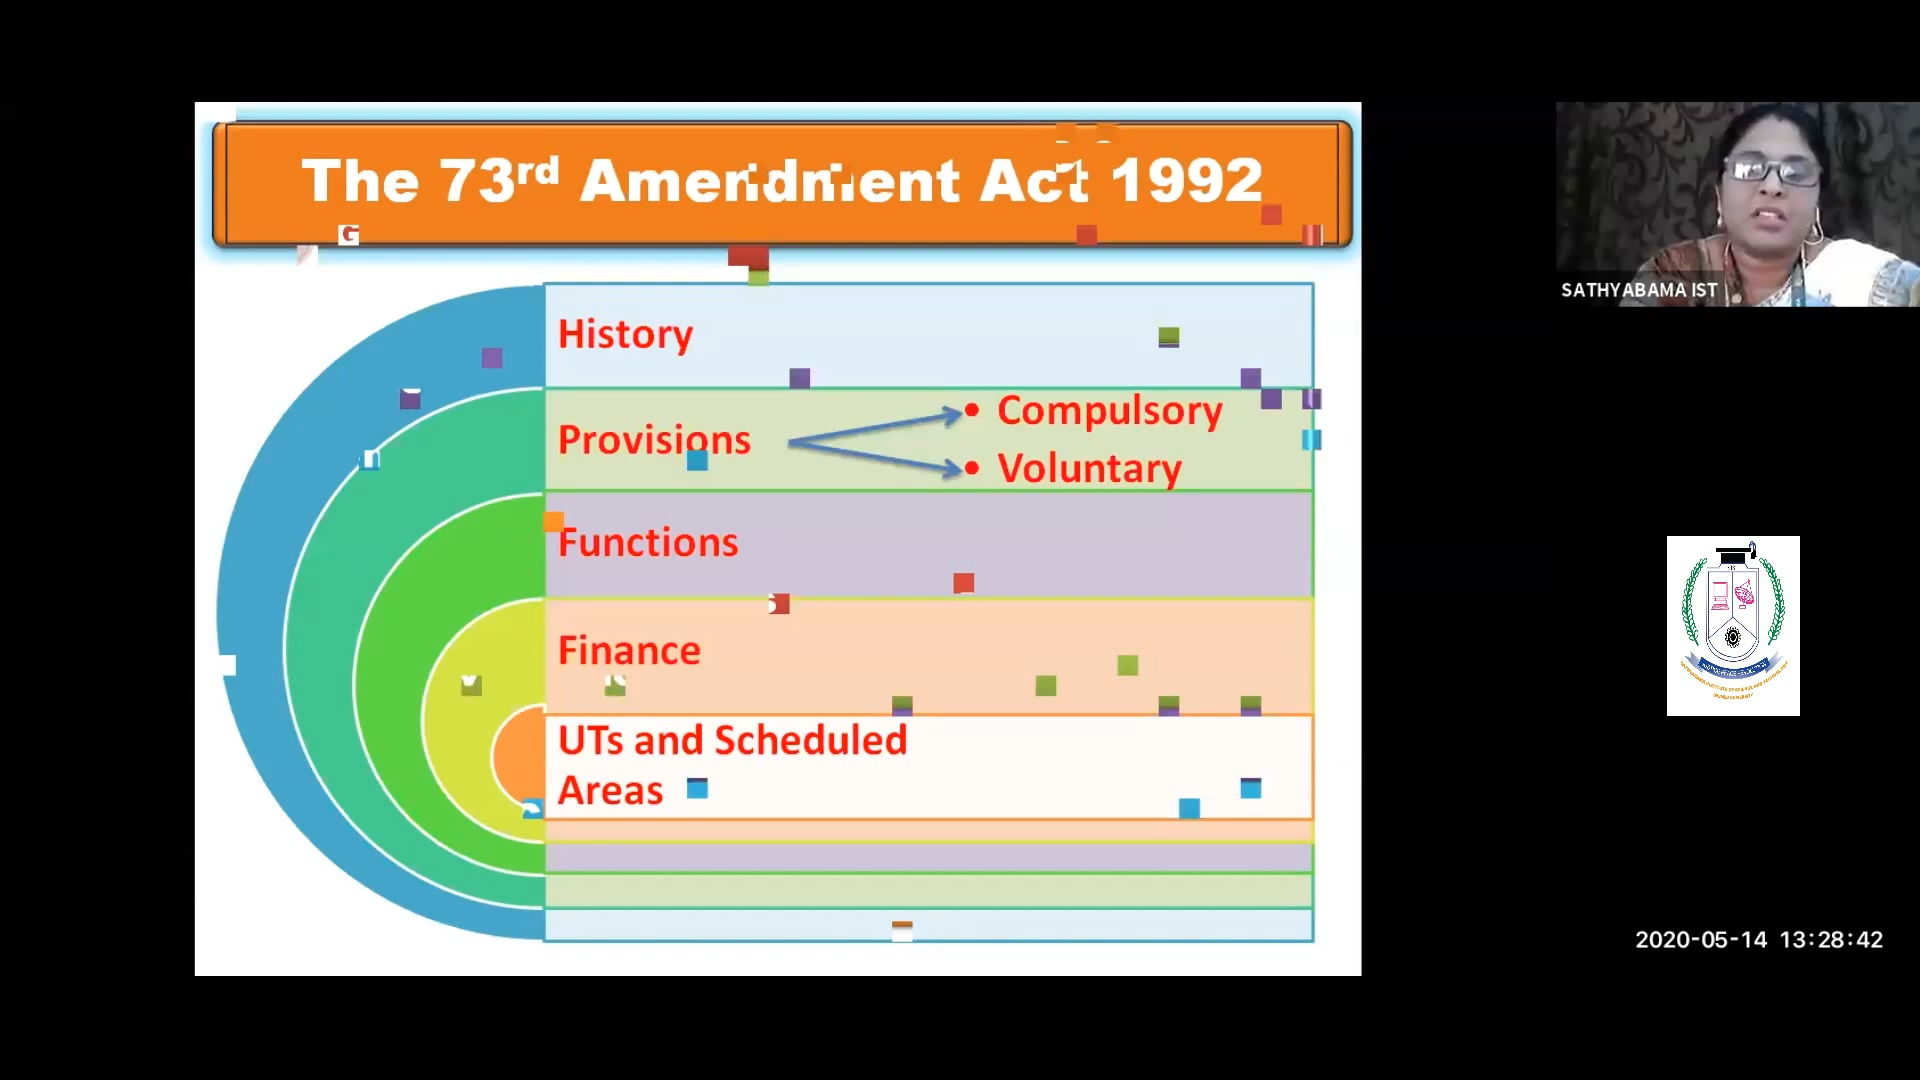 The 73rd Amendment Act 1992
G
History
Provisions
• Compulsory
• Voluntary
Functions
Finance
UTs and Scheduled
Areas
SATHYABAMA IST
2020-05-14 13:28:42